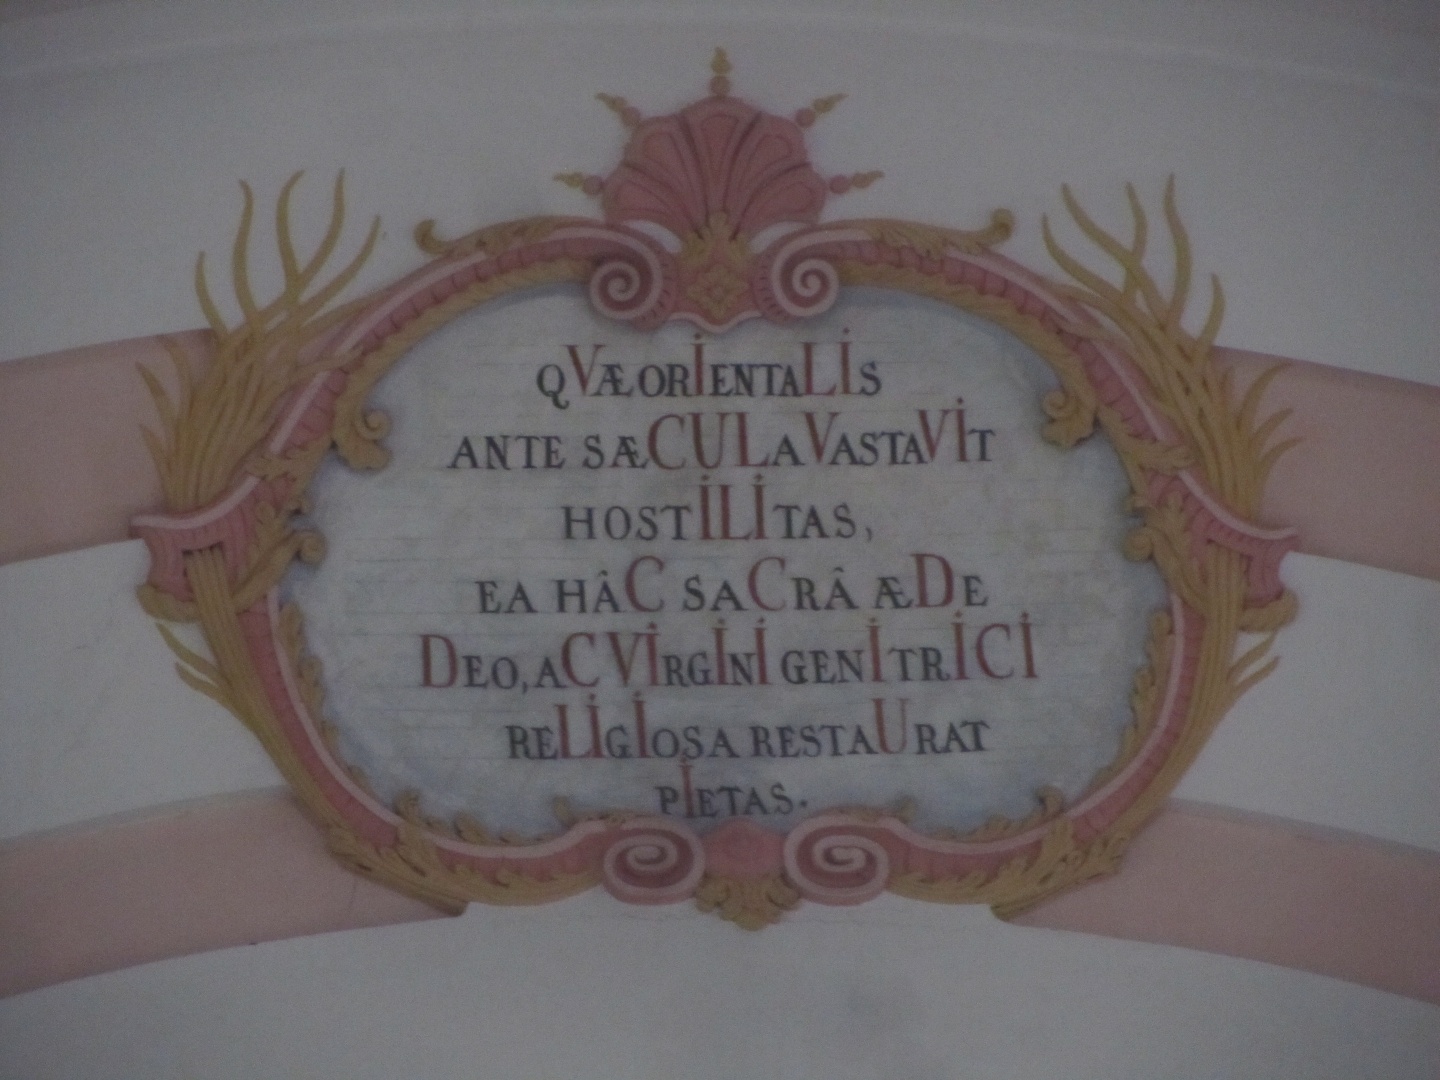 QVÆ ORIENTALIS
ANTE SÆCULA VASTAVIT
HOSTILITAS,
EA HÂC SACRÂ ÆDE
DEO, AC VIRGINI GENITRICI
RELIGIOSA RESTAURAT
PIETAS.